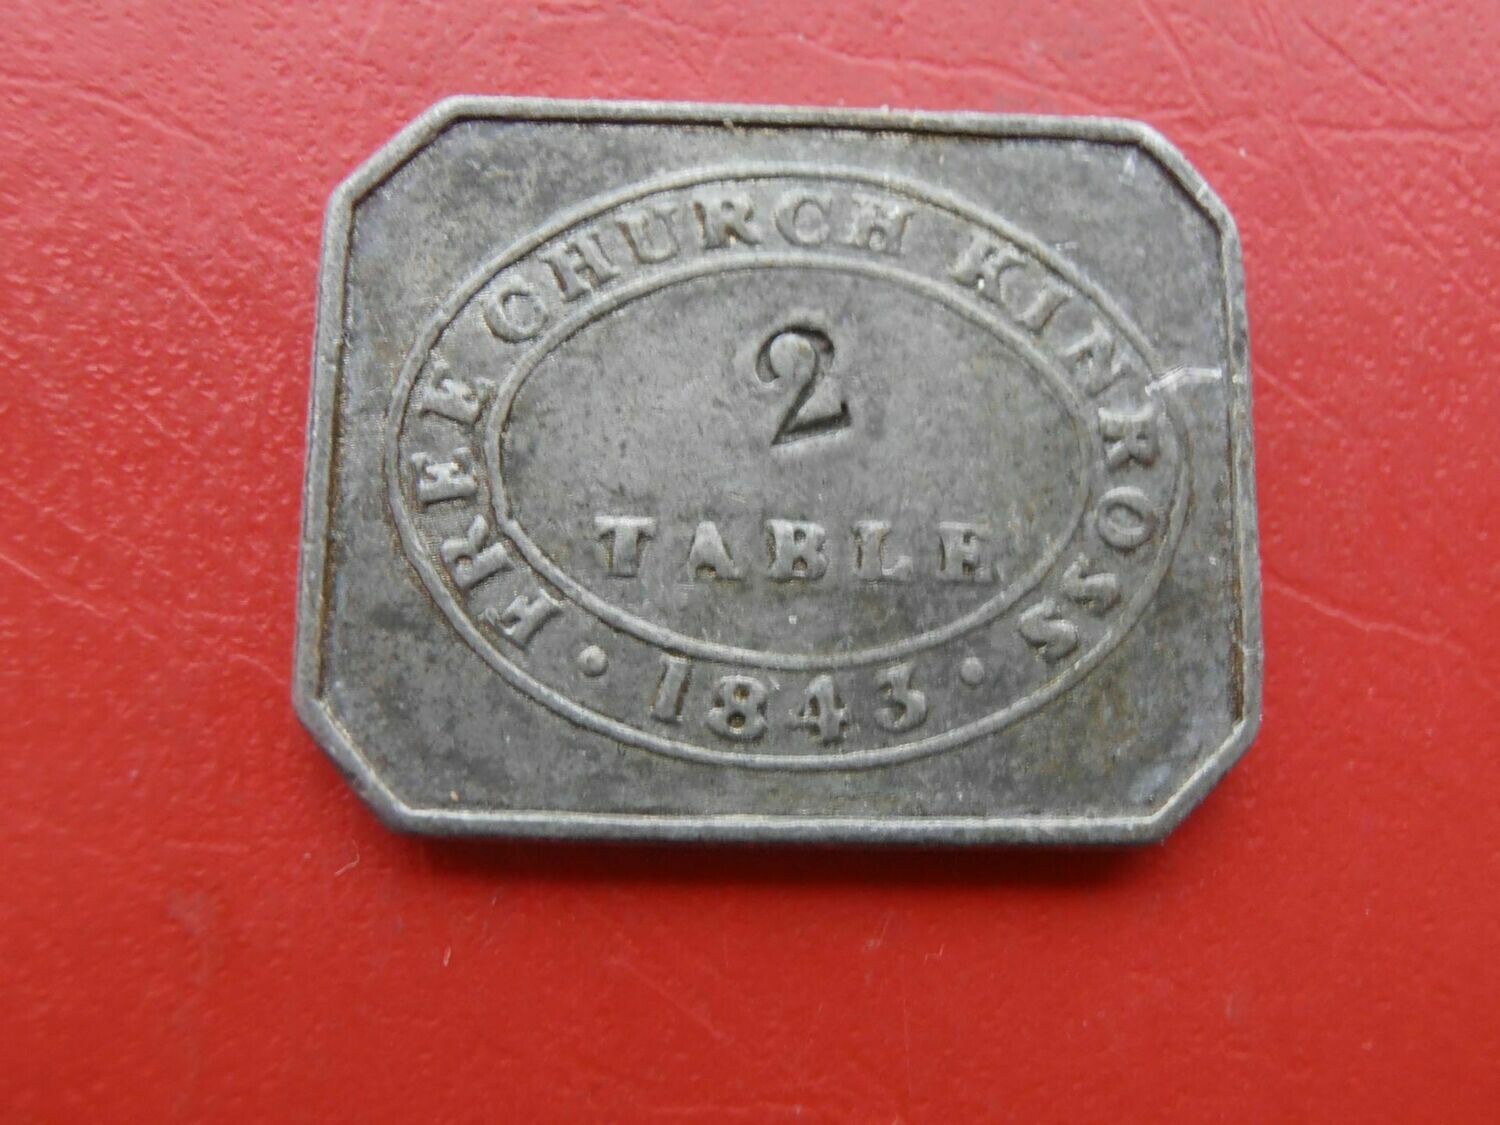 FREE CHURCH KINROSS
2
TABLE
· 1843 ·